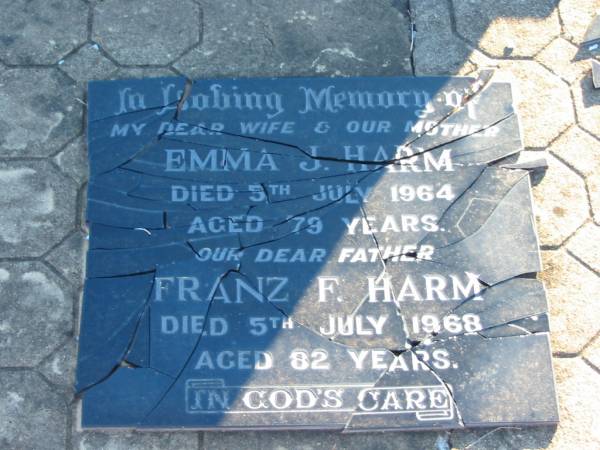 In Loving Memory of
MY DEAR WIFE & OUR MOTHER
EMMA J. HARM
DIED 5TH JULY 1964
AGED 79 YEARS.
OUR DEAR FATHER
FRANZ F. HARM
DIED 5TH JULY 1968
AGED 82 YEARS.
IN GOD'S CARE